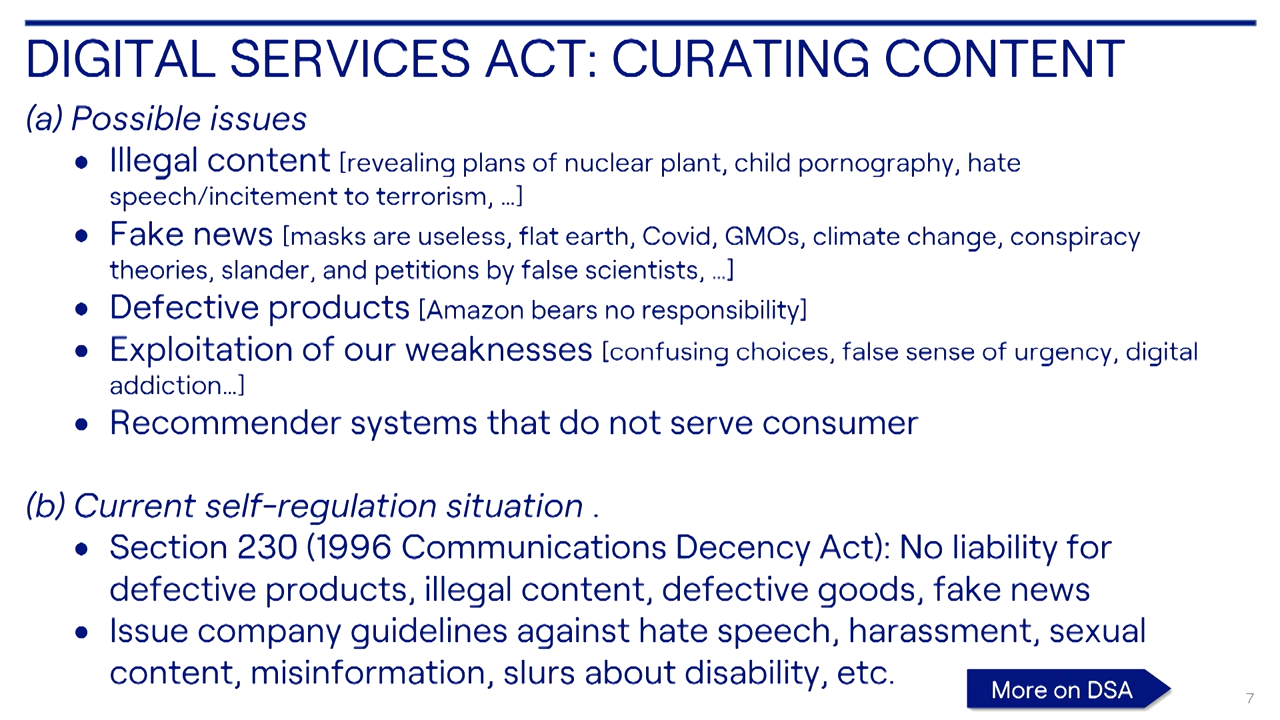 DIGITAL SERVICES ACT: CURATING CONTENT
(a) Possible issues
• Illegal content [revealing plans of nuclear plant, child pornography, hate
speech/incitement to terrorism, ...]
• Fake news [masks are useless, flat earth, Covid, GMOs, climate change, conspiracy
theories, slander, and petitions by false scientists, ...]
• Defective products [Amazon bears no responsibility]
• Exploitation of our weaknesses [confusing choices, false sense of urgency, digital
addiction...]
• Recommender systems that do not serve consumer
(b) Current self-regulation situation .
• Section 230 (1996 Communications Decency Act): No liability for
defective products, illegal content, defective goods, fake news
• Issue company guidelines against hate speech, harassment, sexual
content, misinformation, slurs about disability, etc.
More on DSA
7